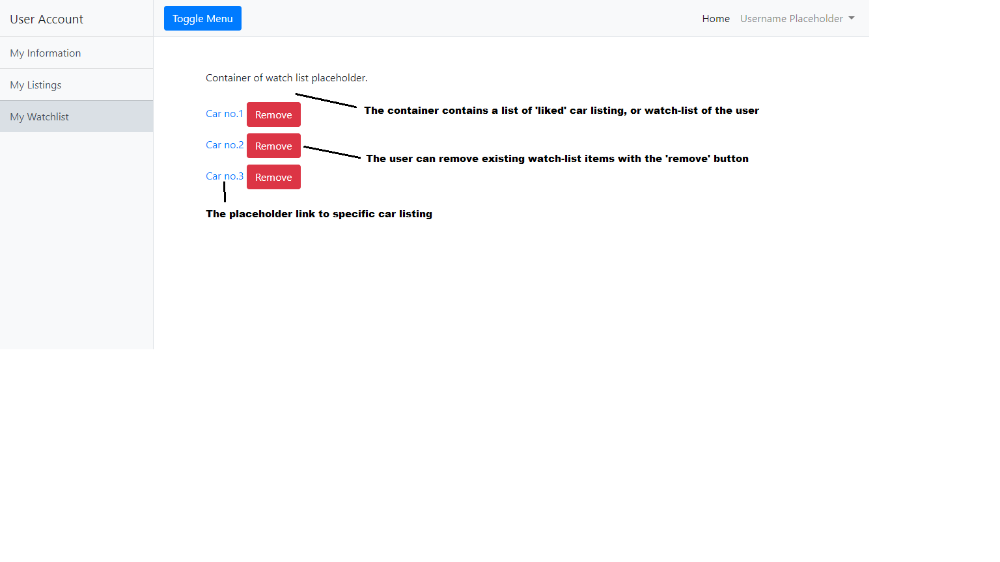 User Account
Toggle Menu
Home
Username Placeholder
My Information
My Listings
My Watchlist
Container of watch list placeholder.
The container contains a list of 'liked' car listing, or watch-list of the user
Car no.1 Remove
Car no.2 Remove
The user can remove existing watch-list items with the 'remove' button
Car no.3 Remove
The placeholder link to specific car listing